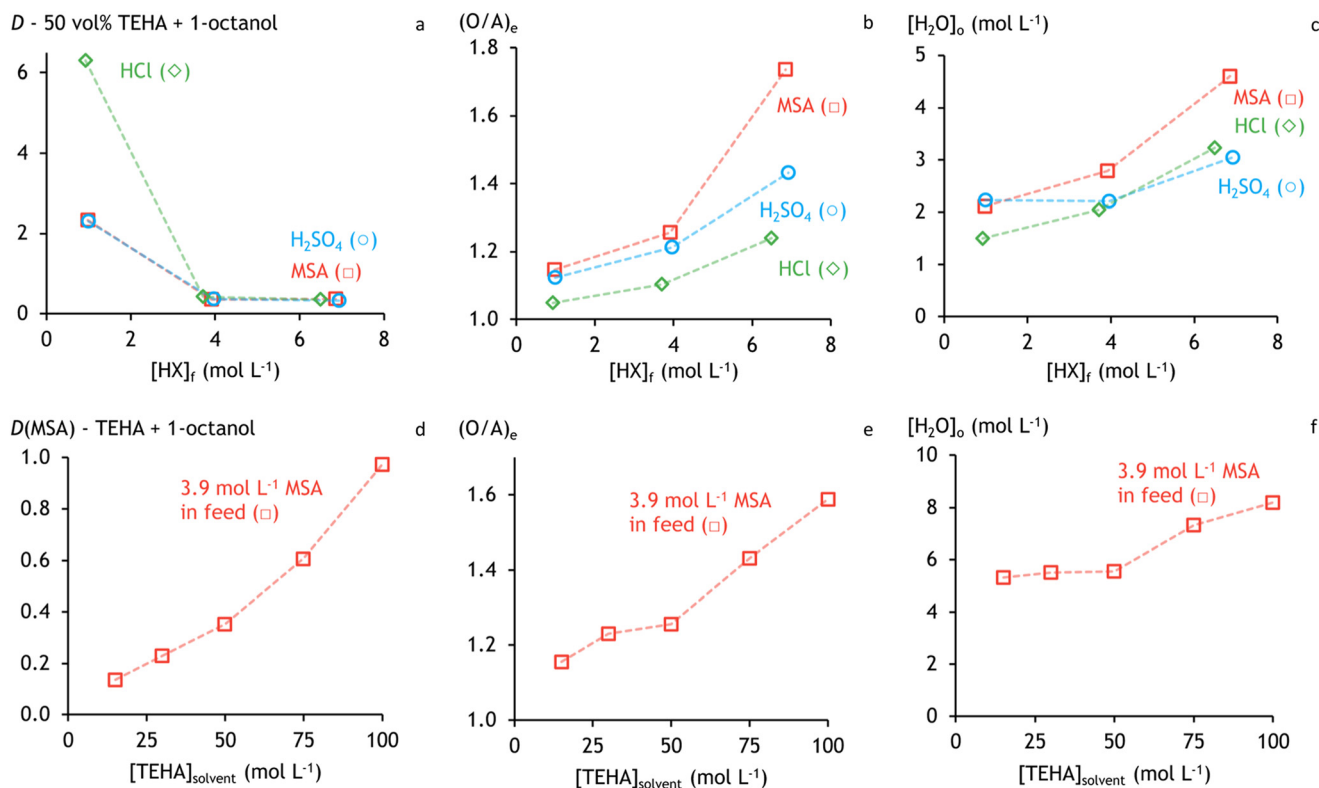 D - 50 vol% TEHA + 1-octanol
a
6
4
2
0
0
2
4
6
8
HCl (◇)
H₂SO₄ (○)
MSA (□)
[HX]f (mol L⁻¹)
(O/A)e
b
1.8
1.6
1.4
1.2
1.0
0
2
4
6
8
MSA (□)
H₂SO₄ (○)
HCl (◇)
[HX]f (mol L⁻¹)
[H₂O]o (mol L⁻¹)
c
5
4
3
2
1
0
0
2
4
6
8
MSA (□)
HCl (◇)
H₂SO₄ (○)
[HX]f (mol L⁻¹)
D(MSA) - TEHA + 1-octanol
d
1.0
0.8
0.6
0.4
0.2
0.0
0
25
50
75
100
3.9 mol L⁻¹ MSA
in feed (□)
[TEHA]solvent (mol L⁻¹)
(O/A)e
e
1.6
1.4
1.2
1.0
0
25
50
75
100
3.9 mol L⁻¹ MSA
in feed (□)
[TEHA]solvent (mol L⁻¹)
[H₂O]o (mol L⁻¹)
f
10
8
6
4
2
0
0
25
50
75
100
3.9 mol L⁻¹ MSA
in feed (□)
[TEHA]solvent (mol L⁻¹)